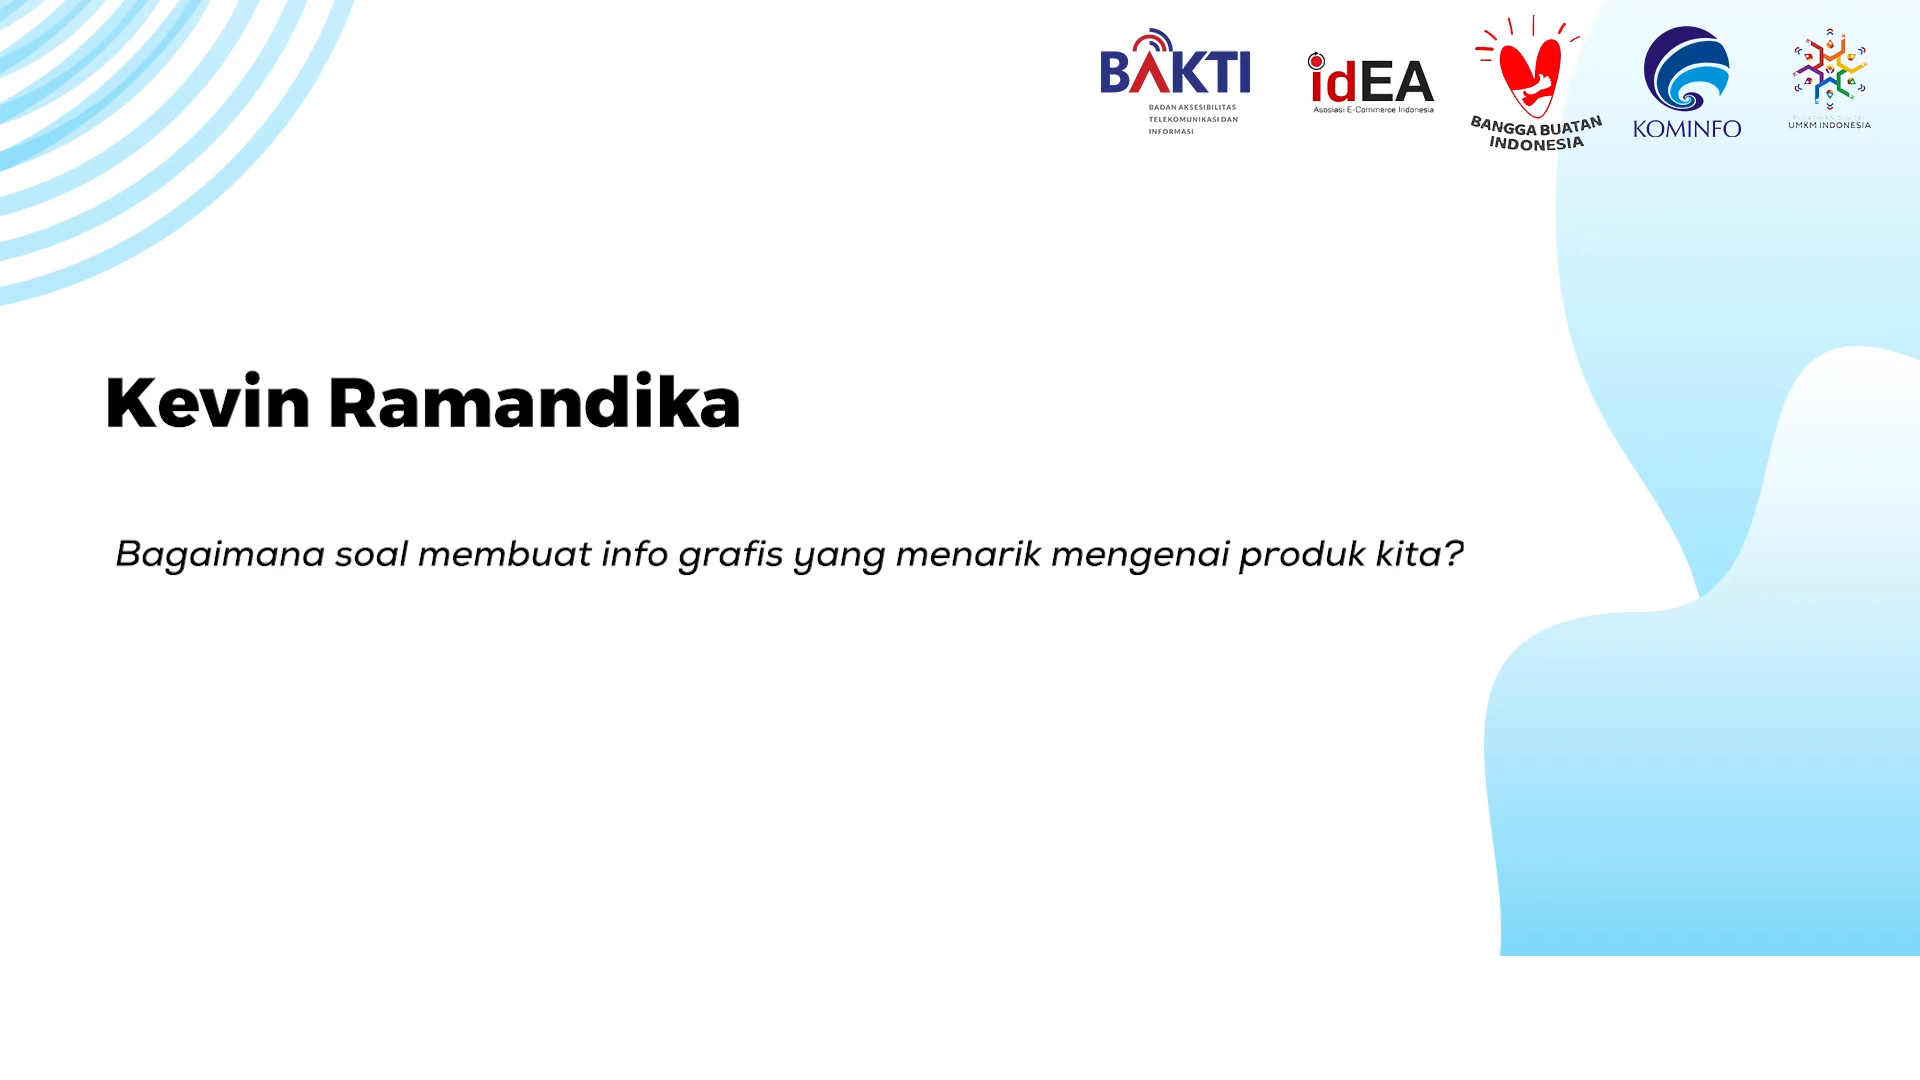 BAKTI
BADAN AKSESIBILITAS
TELEKOMUNIKASI DAN
INFORMASI
idEA
Asosiasi E-Commerce Indonesia
BANGGA BUATAN
INDONESIA
KOMINFO
UMKM INDONESIA
Kevin Ramandika
Bagaimana soal membuat info grafis yang menarik mengenai produk kita?